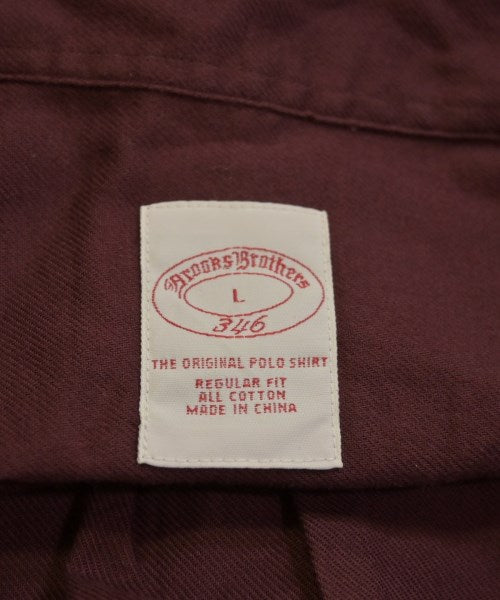 Brooks Brothers
L
346
THE ORIGINAL POLO SHIRT
REGULAR FIT
ALL COTTON
MADE IN CHINA